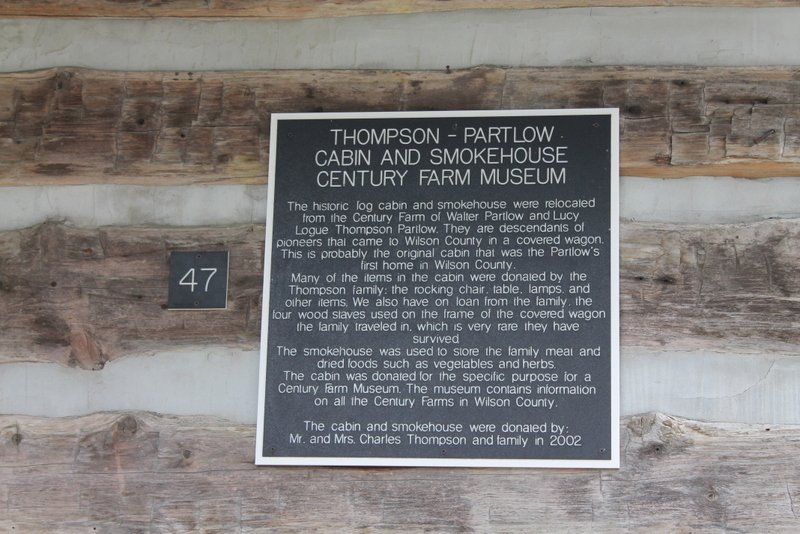 THOMPSON - PARTLOW
CABIN AND SMOKEHOUSE
CENTURY FARM MUSEUM
The historic log cabin and smokehouse were relocated
from the Century Farm of Walter Partlow and Lucy
Logue Thompson Partlow. They are descendants of
pioneers that came to Wilson County in a covered wagon.
This is probably the original cabin that was the Partlow's
first home in Wilson County.
Many of the items in the cabin were donated by the
Thompson family; the rocking chair, table, lamps, and
other items. We also have on loan from the family, the
four wood staves used on the frame of the covered wagon
the family traveled in, which is very rare they have
survived.
The smokehouse was used to store the family meat and
dried foods such as vegetables and herbs.
The cabin was donated for the specific purpose for a
Century Farm Museum. The museum contains information
on all the Century Farms in Wilson County.
The cabin and smokehouse were donated by:
Mr. and Mrs. Charles Thompson and family in 2002
47